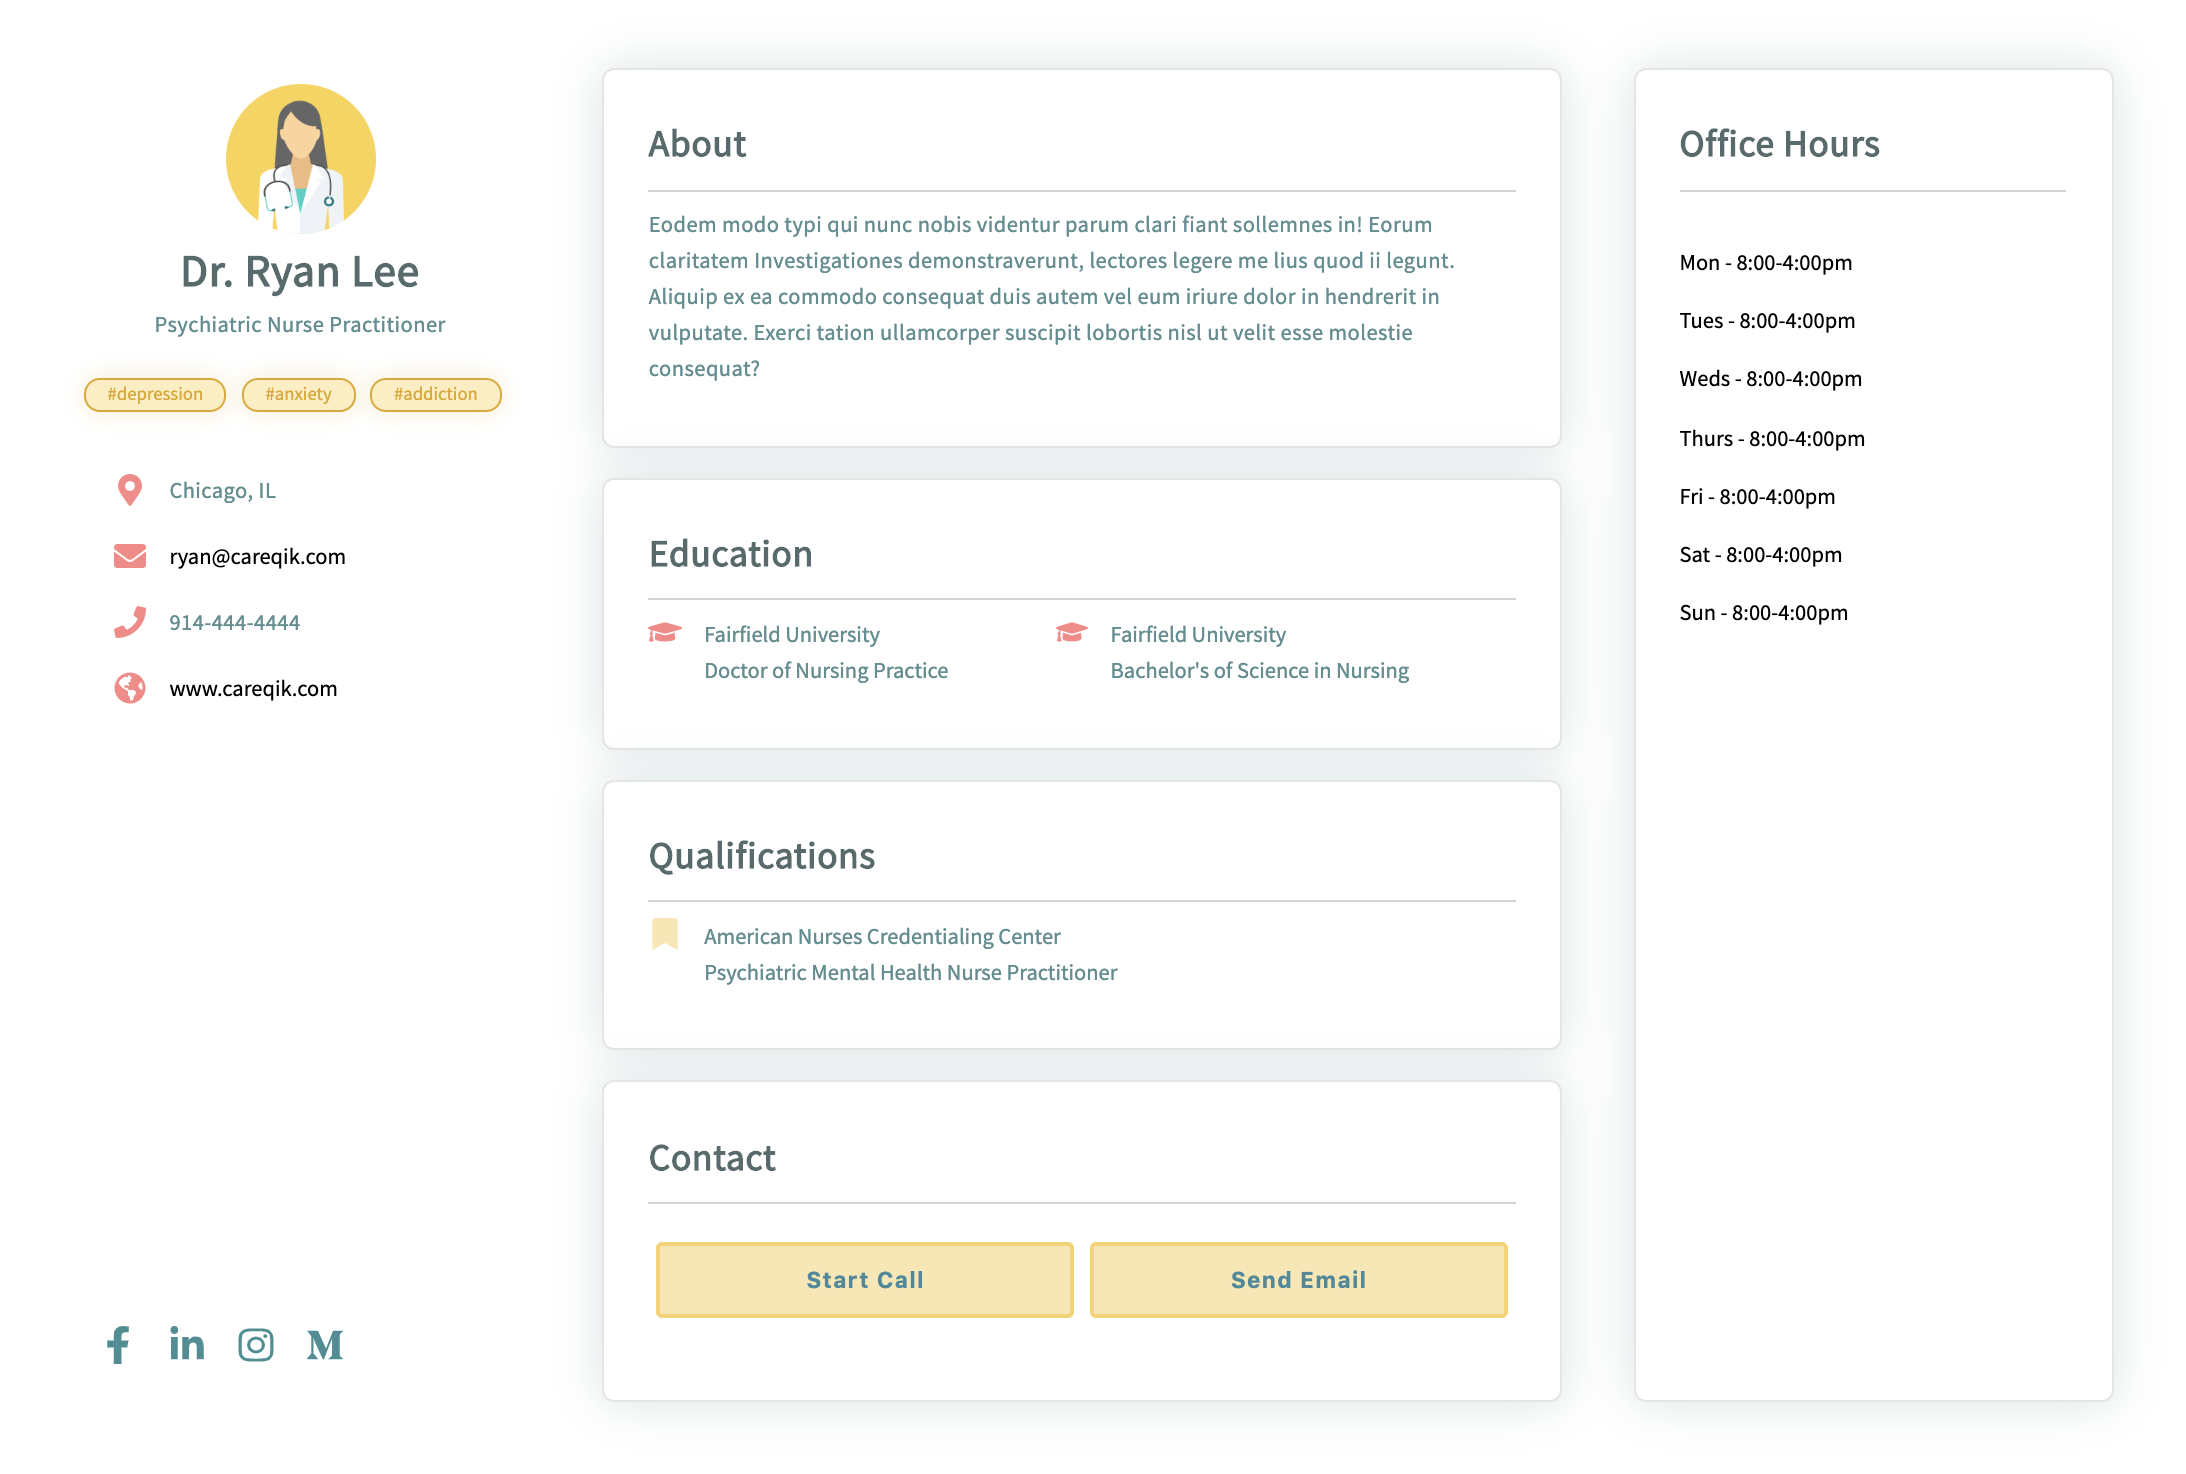 Dr. Ryan Lee
Psychiatric Nurse Practitioner
#depression #anxiety #addiction
Chicago, IL
ryan@careqik.com
914-444-4444
www.careqik.com
About
Eodem modo typi qui nunc nobis videntur parum clari fiant sollemnes in! Eorum
claritatem Investigationes demonstraverunt, lectores legere me lius quod ii legunt.
Aliquip ex ea commodo consequat duis autem vel eum iriure dolor in hendrerit in
vulputate. Exerci tation ullamcorper suscipit lobortis nisl ut velit esse molestie
consequat?
Education
Fairfield University
Doctor of Nursing Practice
Fairfield University
Bachelor's of Science in Nursing
Qualifications
American Nurses Credentialing Center
Psychiatric Mental Health Nurse Practitioner
Contact
Start Call
Send Email
Office Hours
Mon - 8:00-4:00pm
Tues - 8:00-4:00pm
Weds - 8:00-4:00pm
Thurs - 8:00-4:00pm
Fri - 8:00-4:00pm
Sat - 8:00-4:00pm
Sun - 8:00-4:00pm